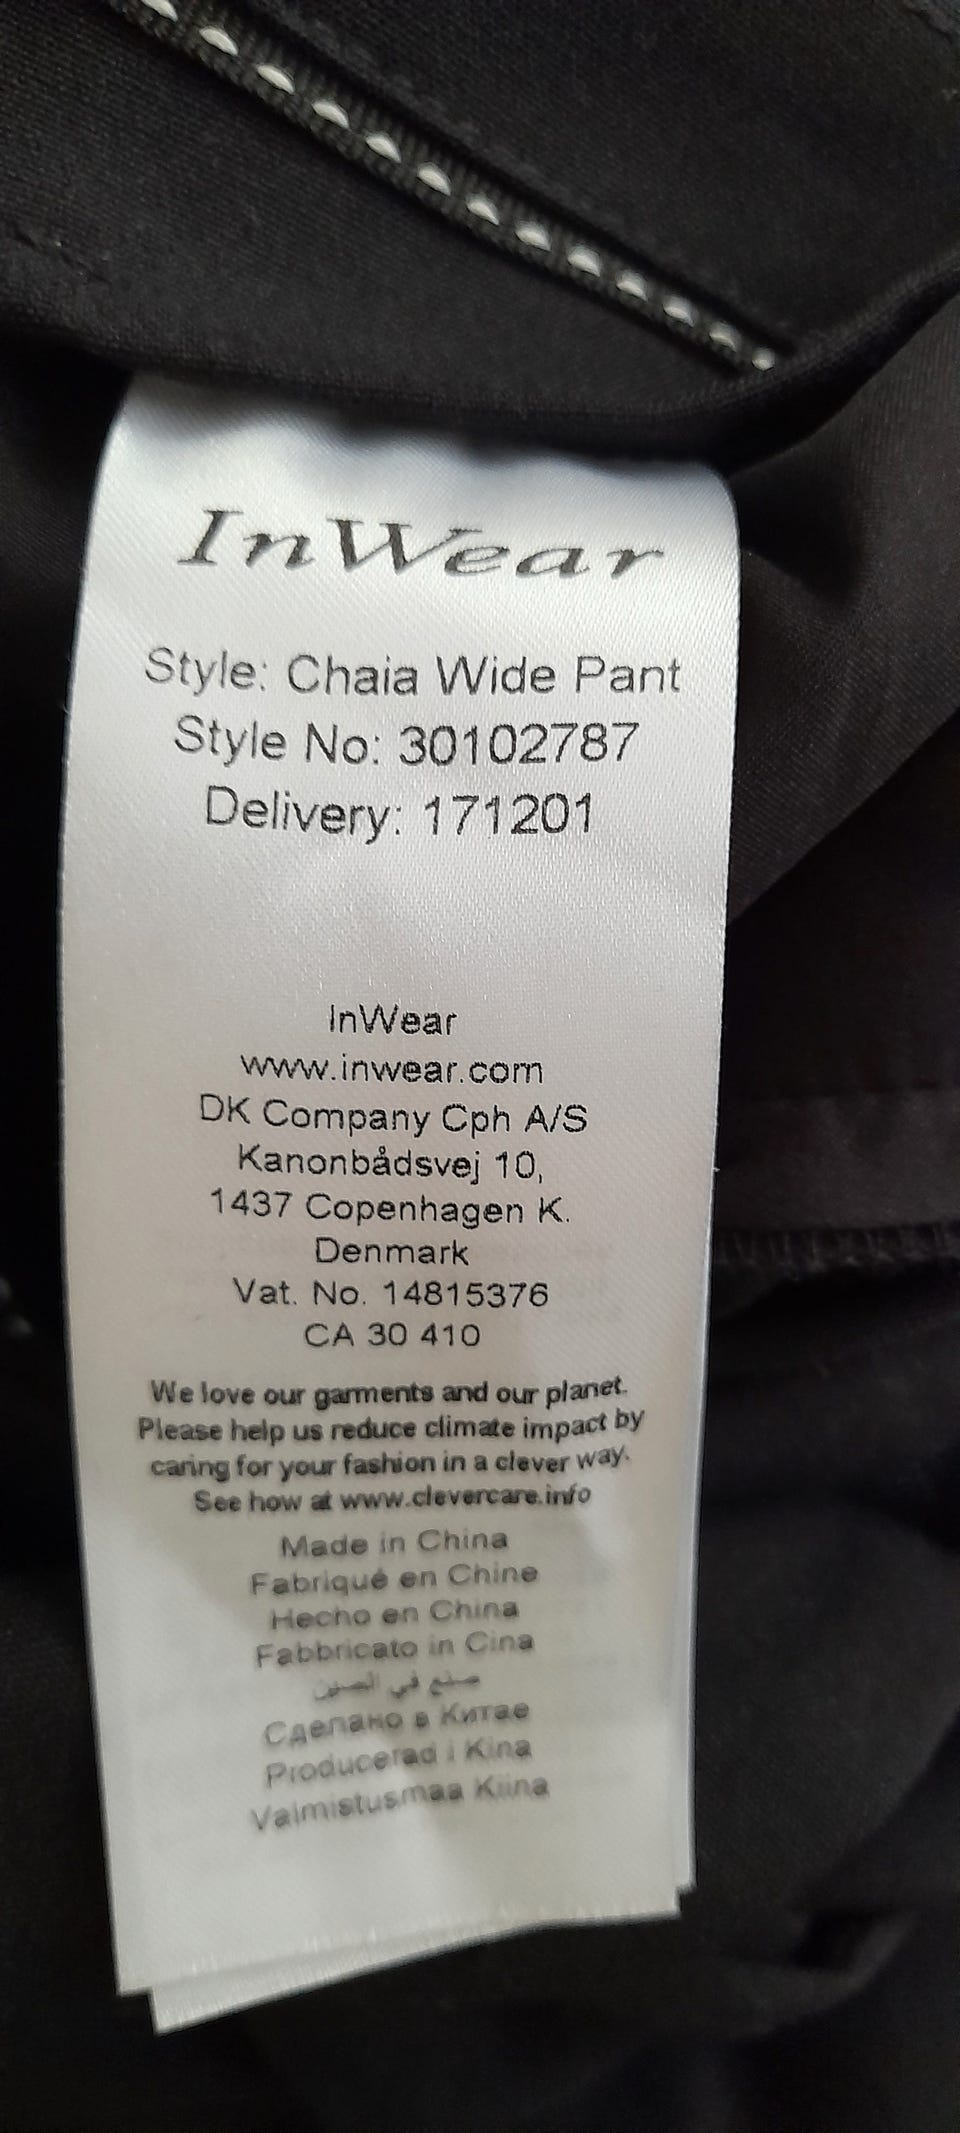 InWear
Style: Chaia Wide Pant
Style No: 30102787
Delivery: 171201
InWear
www.inwear.com
DK Company Cph A/S
Kanonbådsvej 10,
1437 Copenhagen K.
Denmark
Vat. No. 14815376
CA 30 410
We love our garments and our planet.
Please help us reduce climate impact by
caring for your fashion in a clever way.
See how at www.clevercare.info
Made in China
Fabriqué en Chine
Hecho en China
Fabbricato in Cina
صنع في الصين
Сделано в Китае
Producerad i Kina
Valmistusmaa Kiina